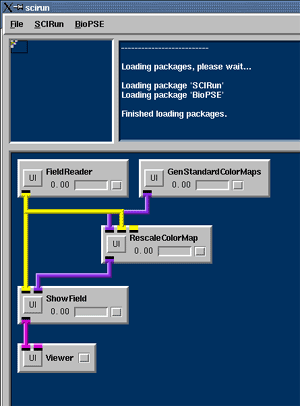 scirun
File SCIRun BioPSE
--------------------------
Loading packages, please wait...
Loading package 'SCIRun'
Loading package 'BioPSE'
Finished loading packages.
FieldReader
UI
0.00
GenStandardColorMaps
UI
0.00
RescaleColorMap
UI
0.00
ShowField
UI
0.00
UI
Viewer